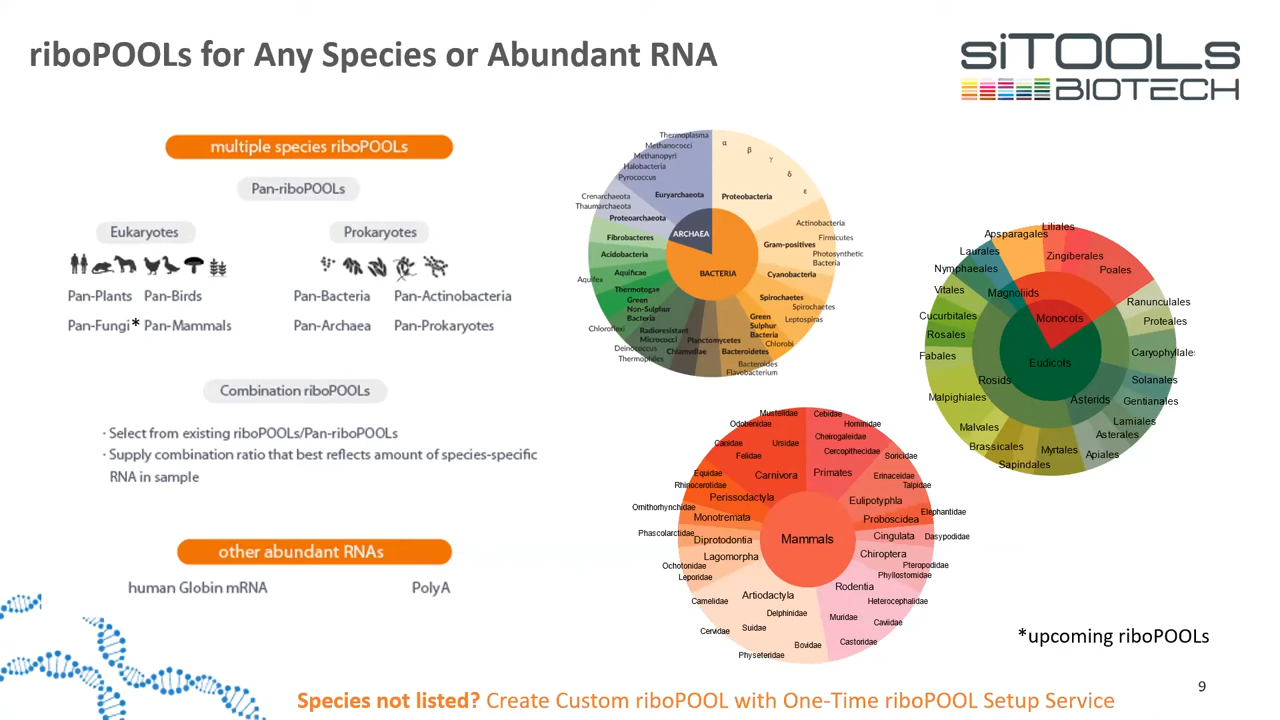 riboPOOLs for Any Species or Abundant RNA
siTOOLs
BIOTECH
multiple species riboPOOLs
Pan-riboPOOLs
Eukaryotes
Prokaryotes
Pan-Plants Pan-Birds
Pan-Bacteria Pan-Actinobacteria
Pan-Fungi* Pan-Mammals
Pan-Archaea Pan-Prokaryotes
Combination riboPOOLs
· Select from existing riboPOOLs/Pan-riboPOOLs
· Supply combination ratio that best reflects amount of species-specific
RNA in sample
other abundant RNAs
human Globin mRNA
PolyA
Thermoplasma
Methanococci
Methanopyri
Halobacteria
Pyrococcus
Euryarchaeota
Crenarchaeota
Thaumarchaeota
Proteoarchaeota
ARCHAEA
Fibrobacteres
Acidobacteria
Aquificae
Aquifex
Thermotogae
Green
Non-Sulphur
Bacteria
Chloroflexi
Radioresistant
Micrococci
Deinococcus
Thermophiles
Chlamydiae
Planctomycetes
Bacteroidetes
Bacteroides
Flavobacterium
Green
Sulphur
Bacteria
Chlorobi
Spirochaetes
Spirochaetes
Leptospiras
Cyanobacteria
Photosynthetic
Bacteria
Gram-positives
Actinobacteria
Firmicutes
Proteobacteria
α
β
γ
δ
ε
BACTERIA
Liliales
Apsparagales
Zingiberales
Poales
Laurales
Nymphaeales
Magnoliids
Monocots
Vitales
Cucurbitales
Rosales
Fabales
Malpighiales
Malvales
Brassicales
Sapindales
Myrtales
Rosids
Eudicots
Asterids
Ranunculales
Proteales
Caryophyllales
Solanales
Gentianales
Lamiales
Asterales
Apiales
Mustelidae
Odobenidae
Canidae
Ursidae
Felidae
Carnivora
Equidae
Rhinocerotidae
Perissodactyla
Ornithorhynchidae
Monotremata
Phascolarctidae
Diprotodontia
Lagomorpha
Ochotonidae
Leporidae
Artiodactyla
Camelidae
Delphinidae
Suidae
Cervidae
Bovidae
Physeteridae
Mammals
Cebidae
Hominidae
Cheirogaleidae
Cercopithecidae
Primates
Soricidae
Erinaceidae
Talpidae
Eulipotyphla
Elephantidae
Proboscidea
Cingulata
Dasypodidae
Chiroptera
Pteropodidae
Phyllostomidae
Rodentia
Heterocephalidae
Muridae
Caviidae
Castoridae
*upcoming riboPOOLs
9
Species not listed? Create Custom riboPOOL with One-Time riboPOOL Setup Service